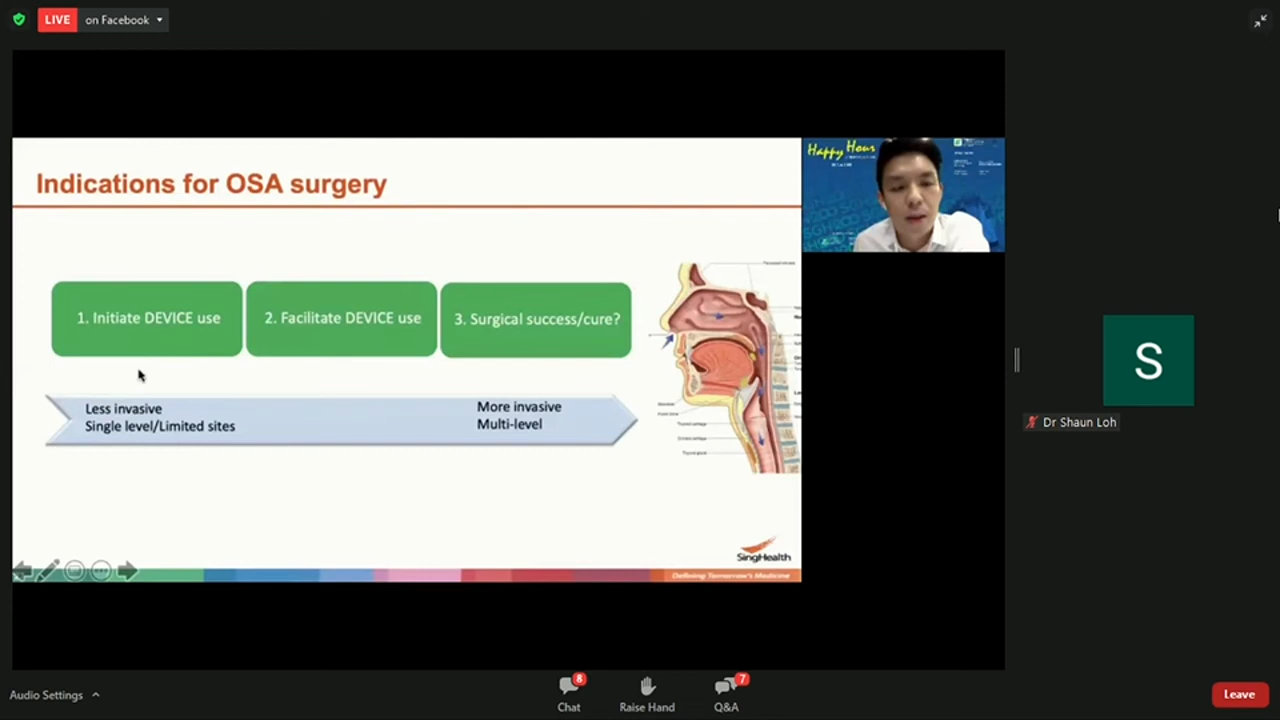 LIVE
on Facebook
Happy Hour
Indications for OSA surgery
1. Initiate DEVICE use
2. Facilitate DEVICE use
3. Surgical success/cure?
Less invasive
Single level/Limited sites
More invasive
Multi-level
SingHealth
Defining Tomorrow's Medicine
S
Dr Shaun Loh
Audio Settings
8
Chat
Raise Hand
7
Q&A
Leave